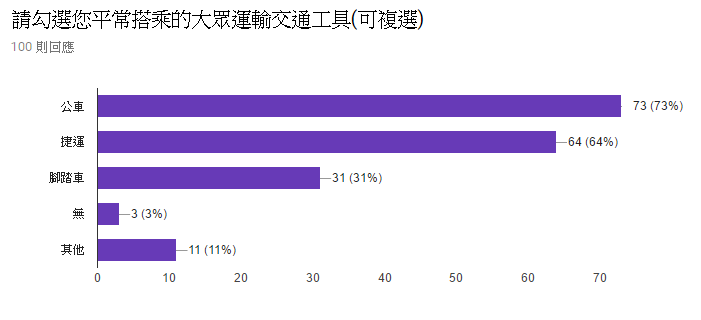 請勾選您平常搭乘的大眾運輸交通工具(可複選)
100 則回應
公車 73 (73%)
捷運 64 (64%)
腳踏車 31 (31%)
無 3 (3%)
其他 11 (11%)
0 10 20 30 40 50 60 70